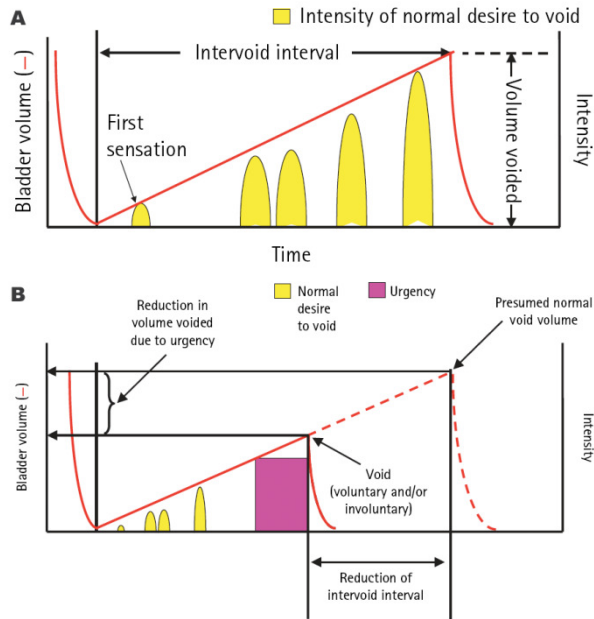 A
Intensity of normal desire to void
Intervoid interval
Bladder volume (—)
First
sensation
Volume voided
Intensity
Time
B
Normal
desire
to void
Urgency
Reduction in
volume voided
due to urgency
Presumed normal
void volume
Bladder volume (—)
Intensity
Void
(voluntary and/or
involuntary)
Reduction of
intervoid interval